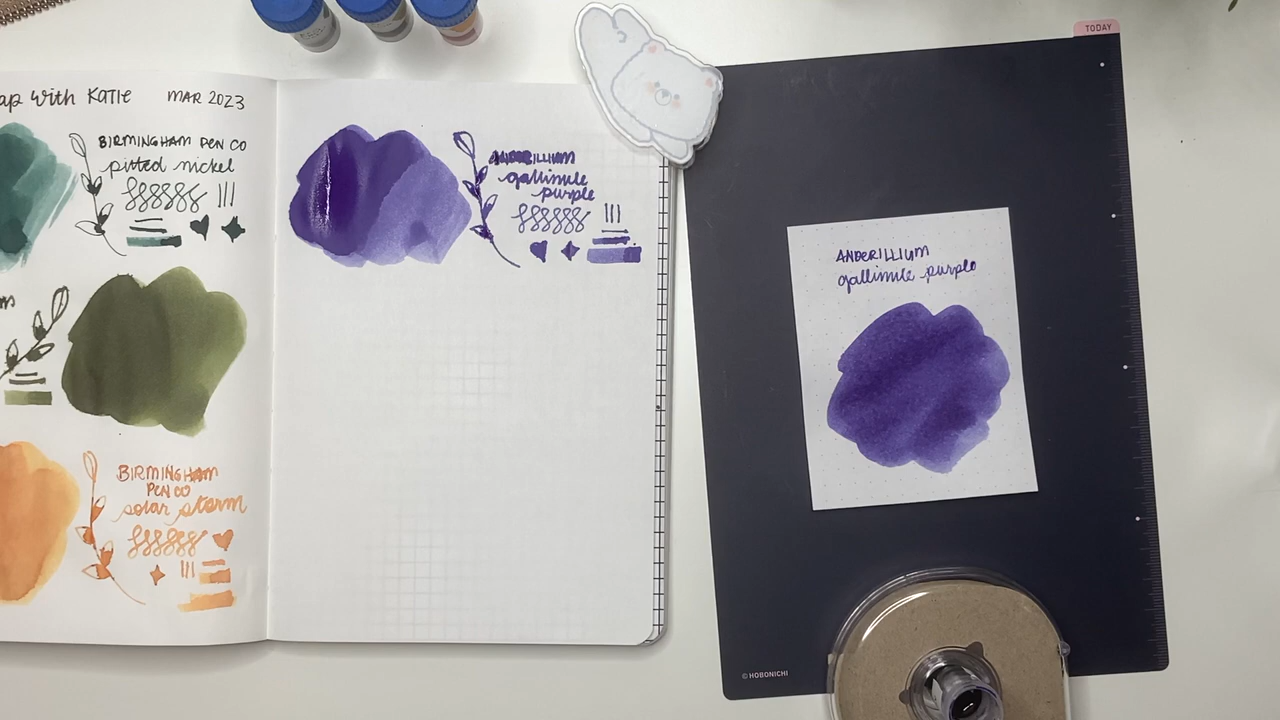 ap with KATIE MAR 2023
BIRMINGHAM PEN CO
pitted nickel
BIRMINGHAM
PEN CO
solar storm
ANDERILLIUM
gallinule
purple
ANDERILLIUM
gallinule purple
TODAY
© HOBONICHI